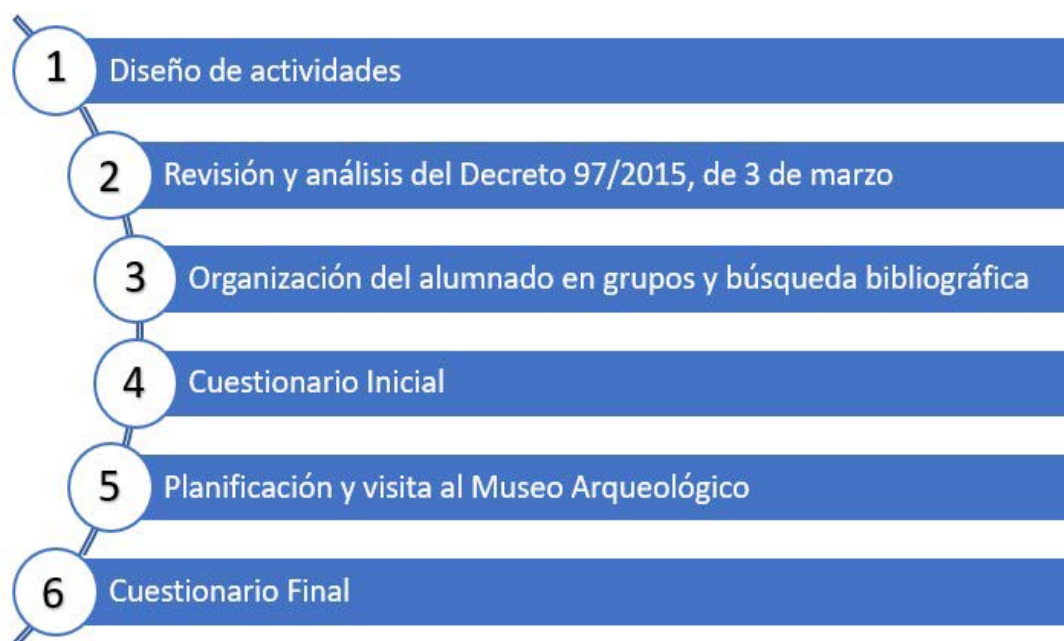 1 Diseño de actividades
2 Revisión y análisis del Decreto 97/2015, de 3 de marzo
3 Organización del alumnado en grupos y búsqueda bibliográfica
4 Cuestionario Inicial
5 Planificación y visita al Museo Arqueológico
6 Cuestionario Final